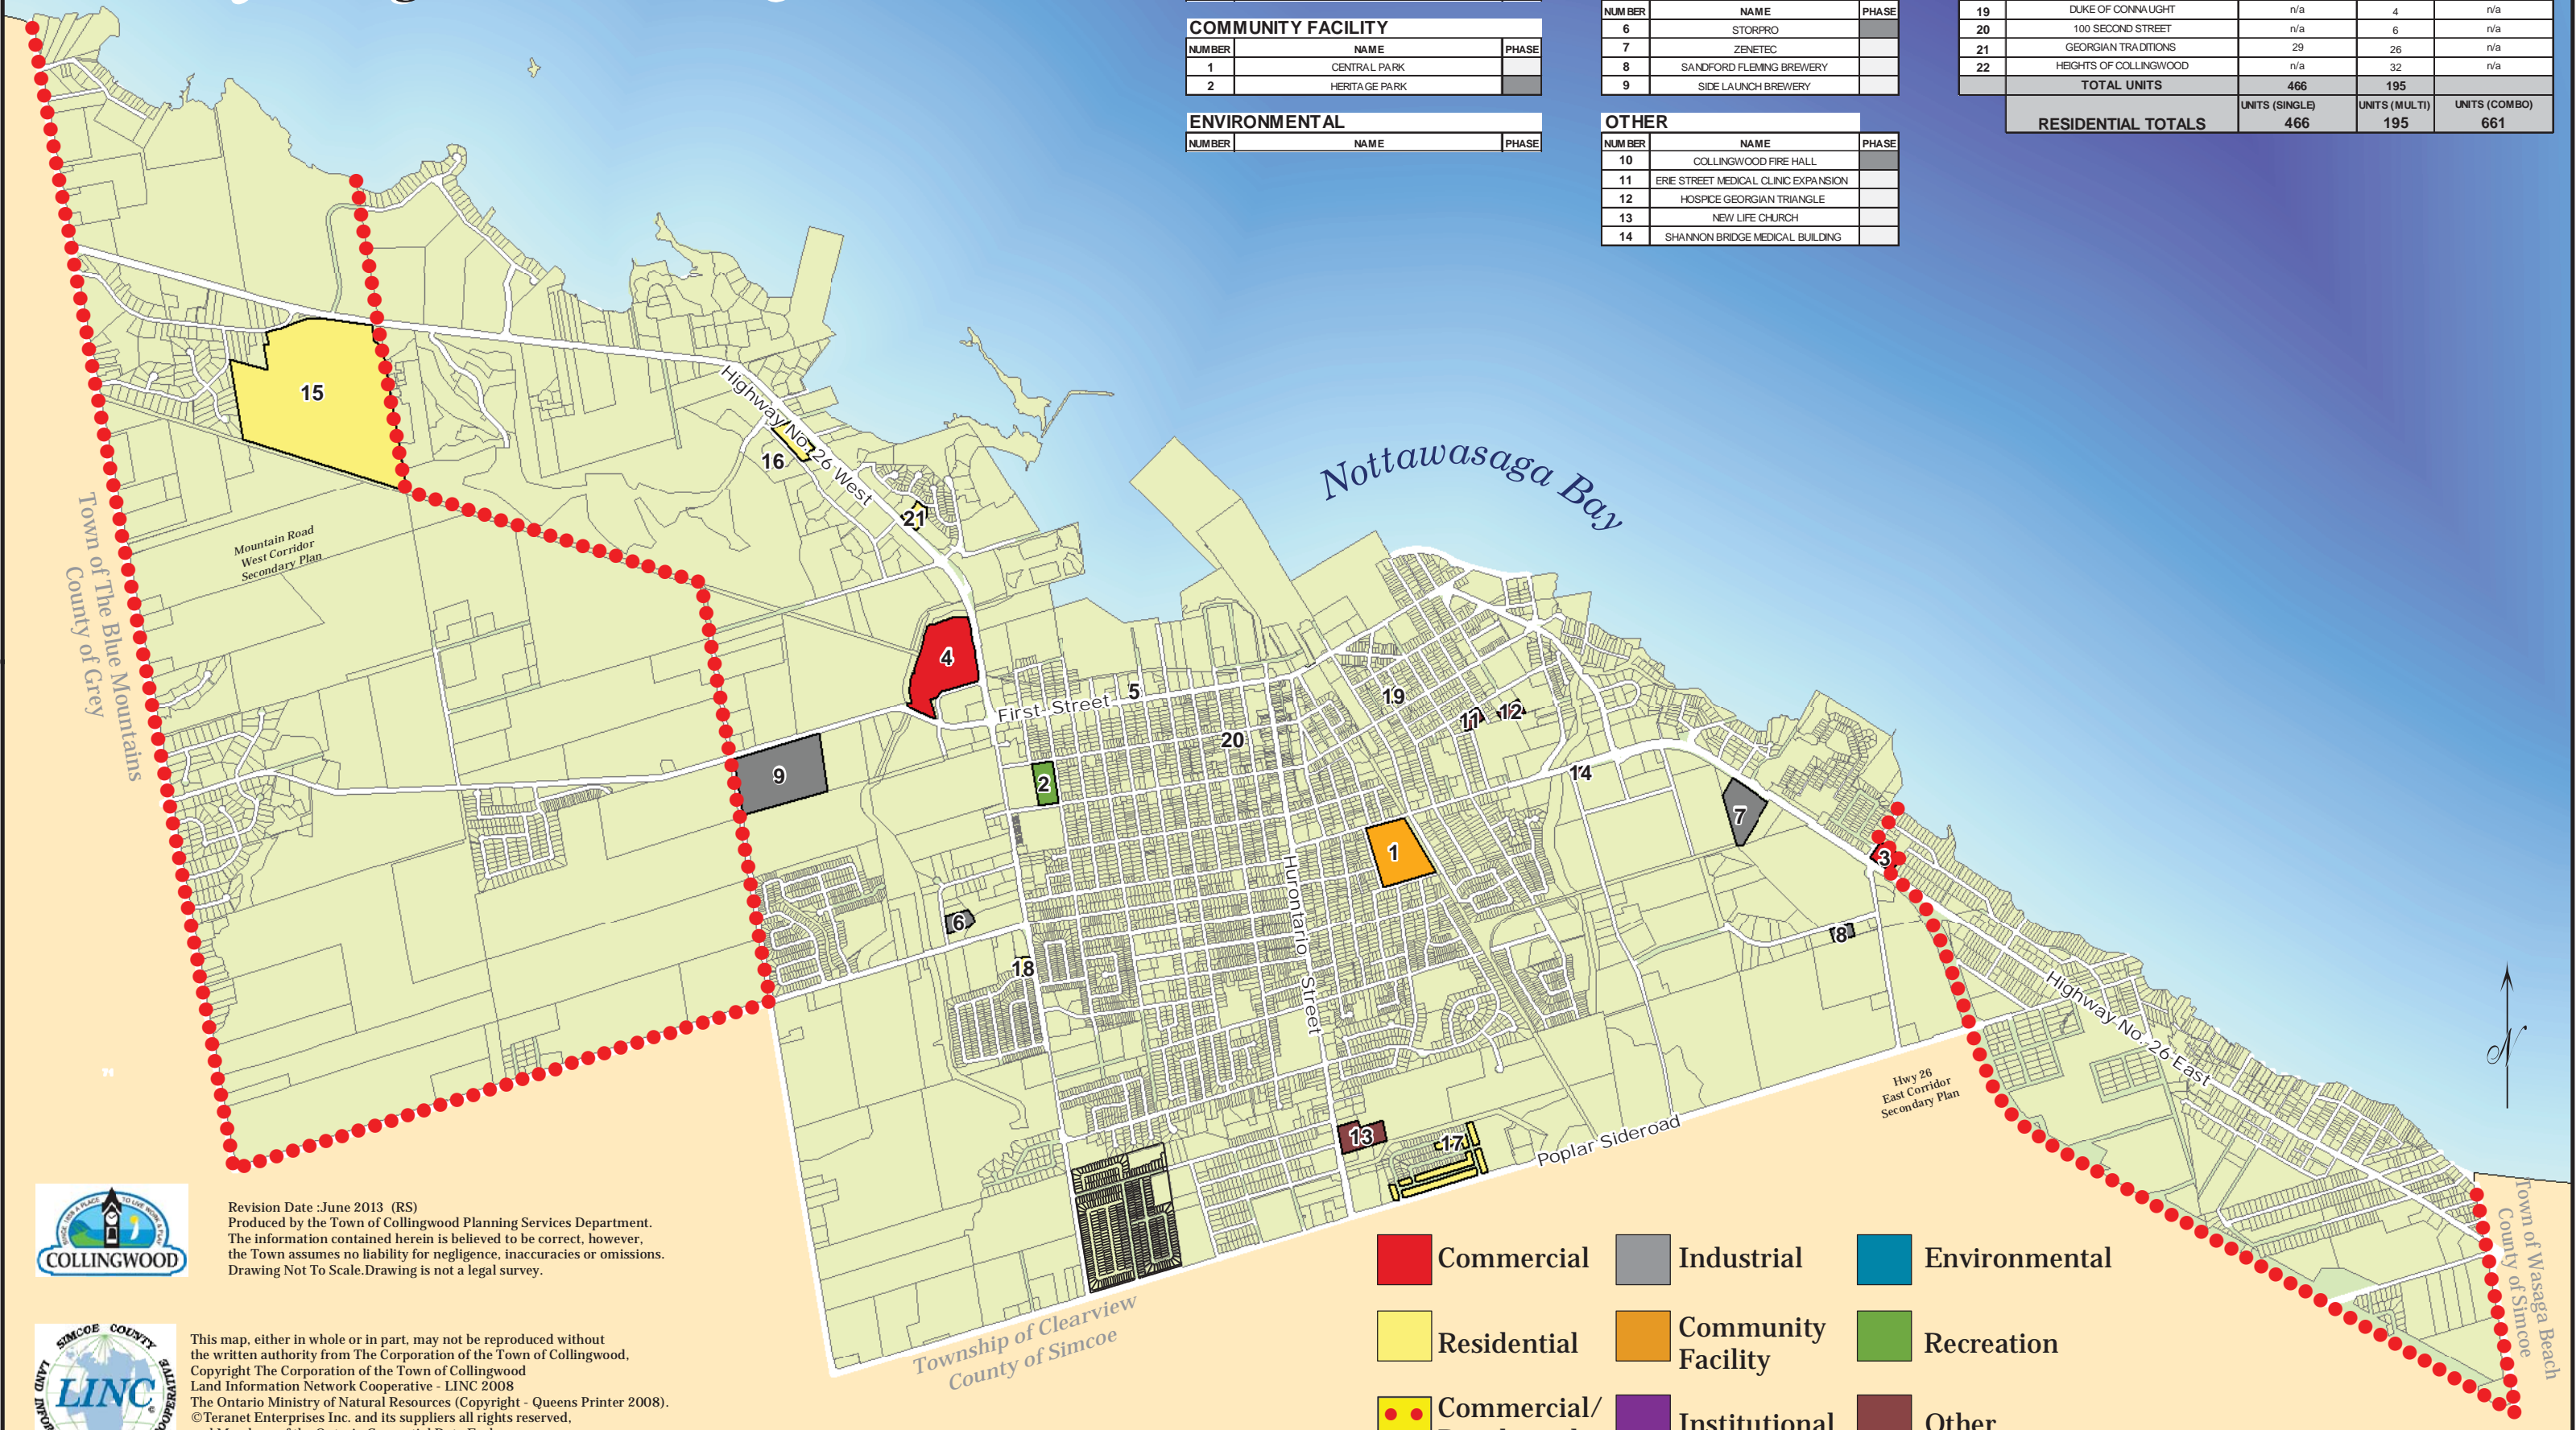 COMMUNITY FACILITY
NUMBER NAME PHASE
1 CENTRAL PARK
2 HERITAGE PARK
ENVIRONMENTAL
NUMBER NAME PHASE
NUMBER NAME PHASE
6 STORPRO
7 ZENETEC
8 SANDFORD FLEMING BREWERY
9 SIDE LAUNCH BREWERY
OTHER
NUMBER NAME PHASE
10 COLLINGWOOD FIRE HALL
11 ERIE STREET MEDICAL CLINIC EXPANSION
12 HOSPICE GEORGIAN TRIANGLE
13 NEW LIFE CHURCH
14 SHANNON BRIDGE MEDICAL BUILDING
19 DUKE OF CONNAUGHT n/a 4 n/a
20 100 SECOND STREET n/a 6 n/a
21 GEORGIAN TRADITIONS 29 26 n/a
22 HEIGHTS OF COLLINGWOOD n/a 32 n/a
TOTAL UNITS 466 195
UNITS (SINGLE) UNITS (MULTI) UNITS (COMBO)
RESIDENTIAL TOTALS 466 195 661
15
Highway No. 26 West
16
21
Nottawasaga Bay
Mountain Road
West Corridor
Secondary Plan
Town of The Blue Mountains
County of Grey
4
First Street
5
19
11
12
20
9
2
14
7
1
3
6
8
18
Hurontario Street
Highway No. 26 East
N
Hwy 26
East Corridor
Secondary Plan
13
17
Poplar Sideroad
Town of Wasaga Beach
County of Simcoe
Township of Clearview
County of Simcoe
COLLINGWOOD
Revision Date :June 2013 (RS)
Produced by the Town of Collingwood Planning Services Department.
The information contained herein is believed to be correct, however,
the Town assumes no liability for negligence, inaccuracies or omissions.
Drawing Not To Scale.Drawing is not a legal survey.
SIMCOE COUNTY
LINC
This map, either in whole or in part, may not be reproduced without
the written authority from The Corporation of the Town of Collingwood,
Copyright The Corporation of the Town of Collingwood
Land Information Network Cooperative - LINC 2008
The Ontario Ministry of Natural Resources (Copyright - Queens Printer 2008).
©Teranet Enterprises Inc. and its suppliers all rights reserved,
Commercial
Industrial
Environmental
Residential
Community
Facility
Recreation
Commercial/
Institutional
Other